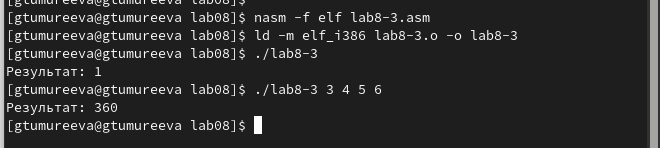 [gtumureeva@gtumureeva lab08]$ nasm -f elf lab8-3.asm
[gtumureeva@gtumureeva lab08]$ ld -m elf_i386 lab8-3.o -o lab8-3
[gtumureeva@gtumureeva lab08]$ ./lab8-3
Результат: 1
[gtumureeva@gtumureeva lab08]$ ./lab8-3 3 4 5 6
Результат: 360
[gtumureeva@gtumureeva lab08]$